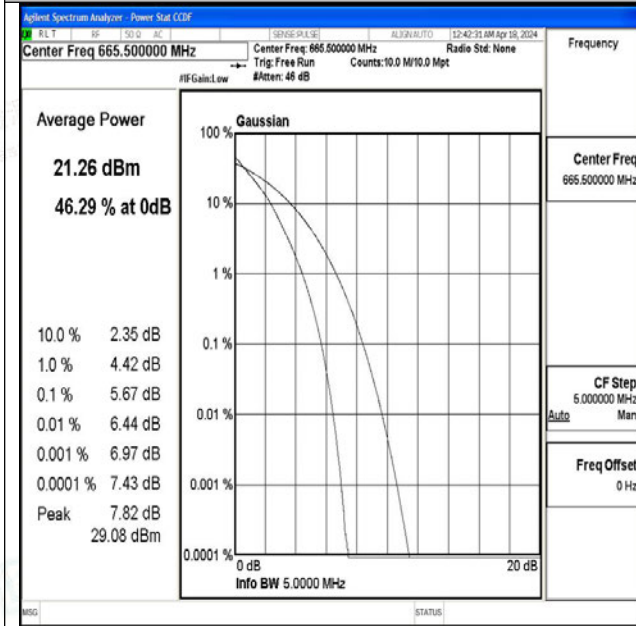 Agilent Spectrum Analyzer - Power Stat CCDF
RLT RF 50 Ω AC SENSE:PULSE ALIGNAUTO 12:42:31 AM Apr 18, 2024
Center Freq 665.500000 MHz
Center Freq: 665.500000 MHz
Radio Std: None
Trig: Free Run
Counts:10.0 M/10.0 Mpt
#IFGain:Low
#Atten: 46 dB
Frequency
Average Power
21.26 dBm
46.29 % at 0dB
10.0 % 2.35 dB
1.0 % 4.42 dB
0.1 % 5.67 dB
0.01 % 6.44 dB
0.001 % 6.97 dB
0.0001 % 7.43 dB
Peak 7.82 dB
29.08 dBm
Gaussian
100 %
10 %
1 %
0.1 %
0.01 %
0.001 %
0.0001 %
0 dB
20 dB
Info BW 5.0000 MHz
Center Freq
665.500000 MHz
CF Step
5.000000 MHz
Auto Man
Freq Offset
0 Hz
MSG
STATUS